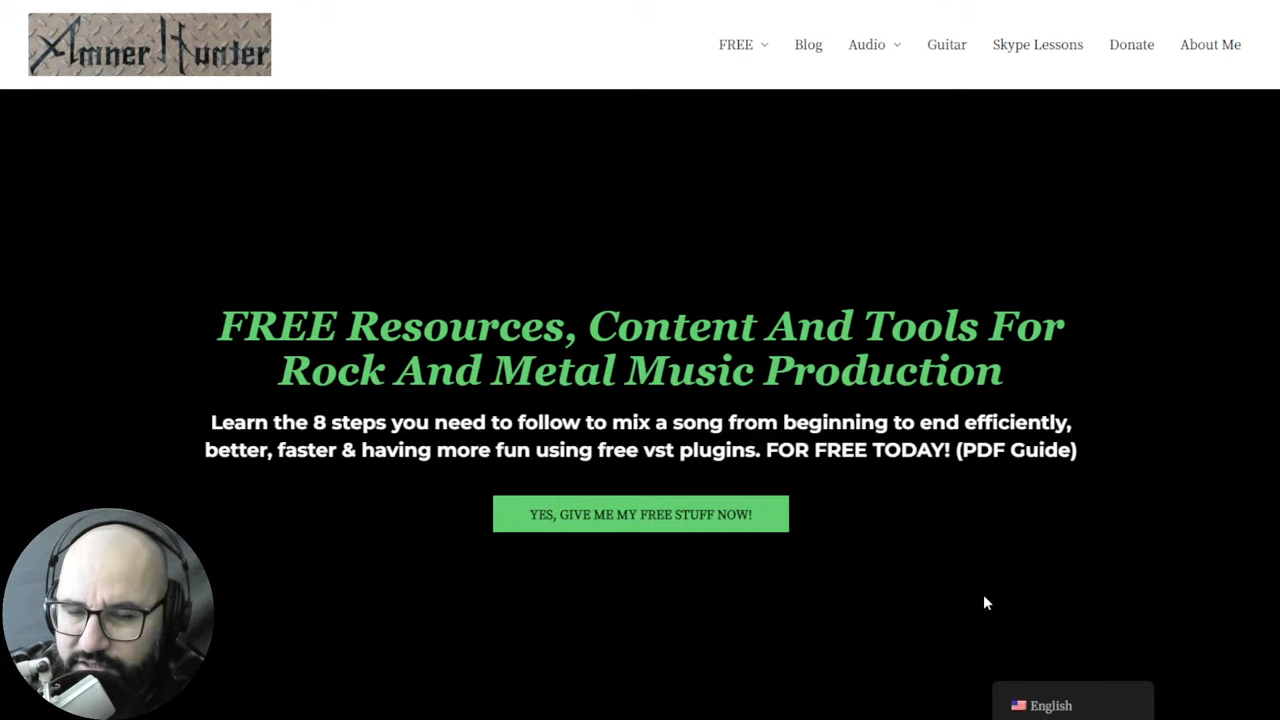 Amner Hunter
FREE Blog Audio Guitar Skype Lessons Donate About Me
FREE Resources, Content And Tools For
Rock And Metal Music Production
Learn the 8 steps you need to follow to mix a song from beginning to end efficiently,
better, faster & having more fun using free vst plugins. FOR FREE TODAY! (PDF Guide)
YES, GIVE ME MY FREE STUFF NOW!
English